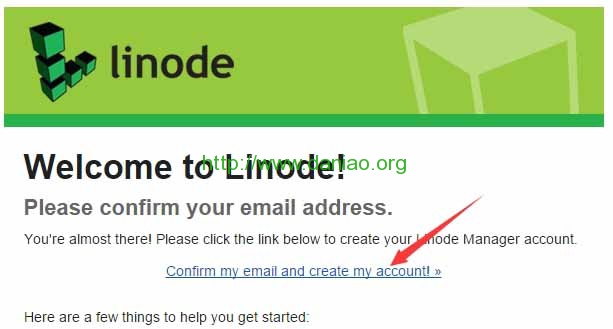 linode
Welcome to Linode!
http://www.daniao.org
Please confirm your email address.
You're almost there! Please click the link below to create your Linode Manager account.
Confirm my email and create my account! »
Here are a few things to help you get started: